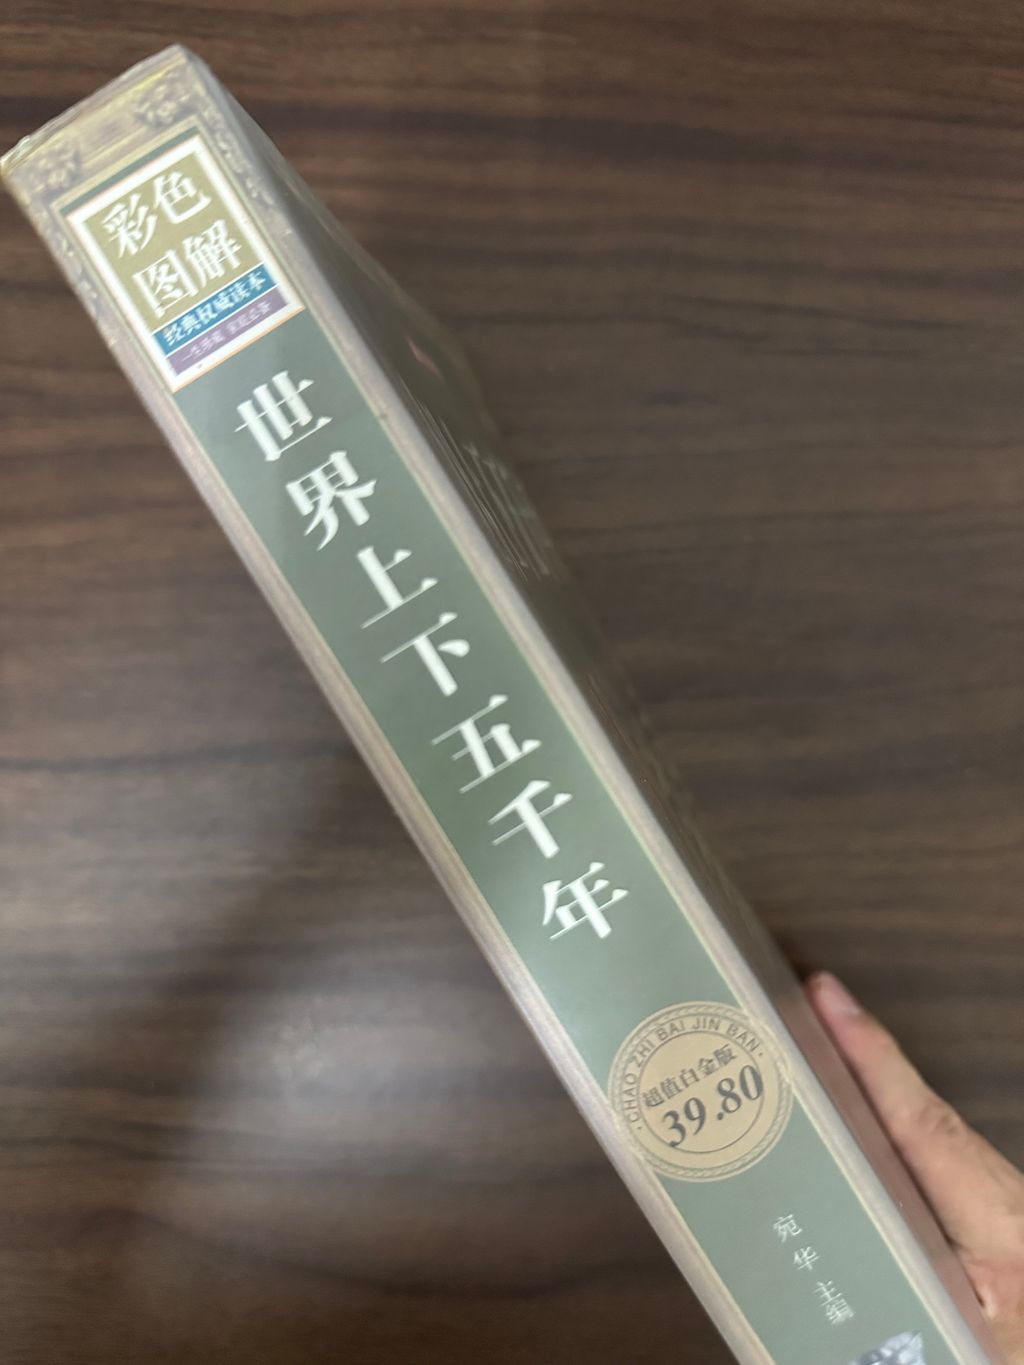 彩色
图解
经典权威读本
世界上下五千年
·CHAO ZHI BAI JIN BAN·
超值白金版
39.80
宛华 主编